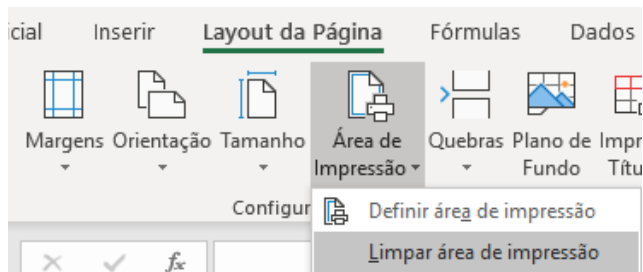 Inserir Layout da Página Fórmulas Dados
Margens Orientação Tamanho Área de Impressão Quebras Plano de Fundo
Configur
Definir área de impressão
Limpar área de impressão
fx